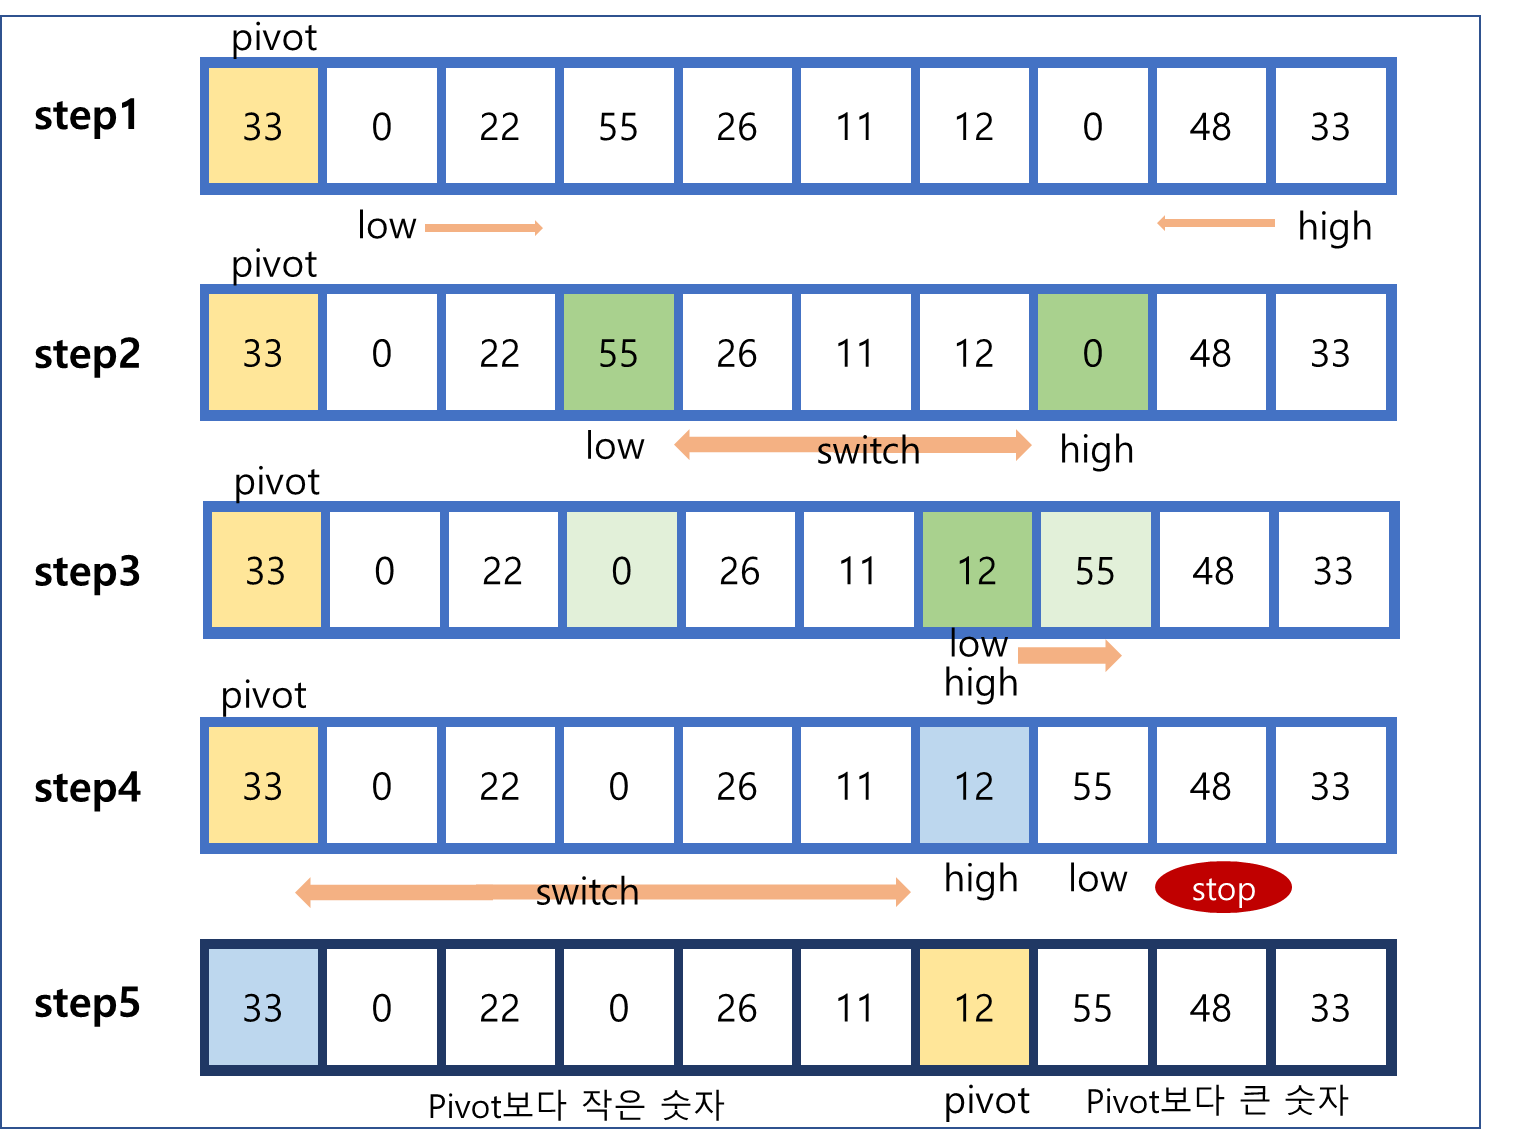 pivot
step1 33 0 22 55 26 11 12 0 48 33
low high
pivot
step2 33 0 22 55 26 11 12 0 48 33
low switch high
pivot
step3 33 0 22 0 26 11 12 55 48 33
low
high
pivot
step4 33 0 22 0 26 11 12 55 48 33
switch high low stop
step5 33 0 22 0 26 11 12 55 48 33
Pivot보다 작은 숫자 pivot Pivot보다 큰 숫자